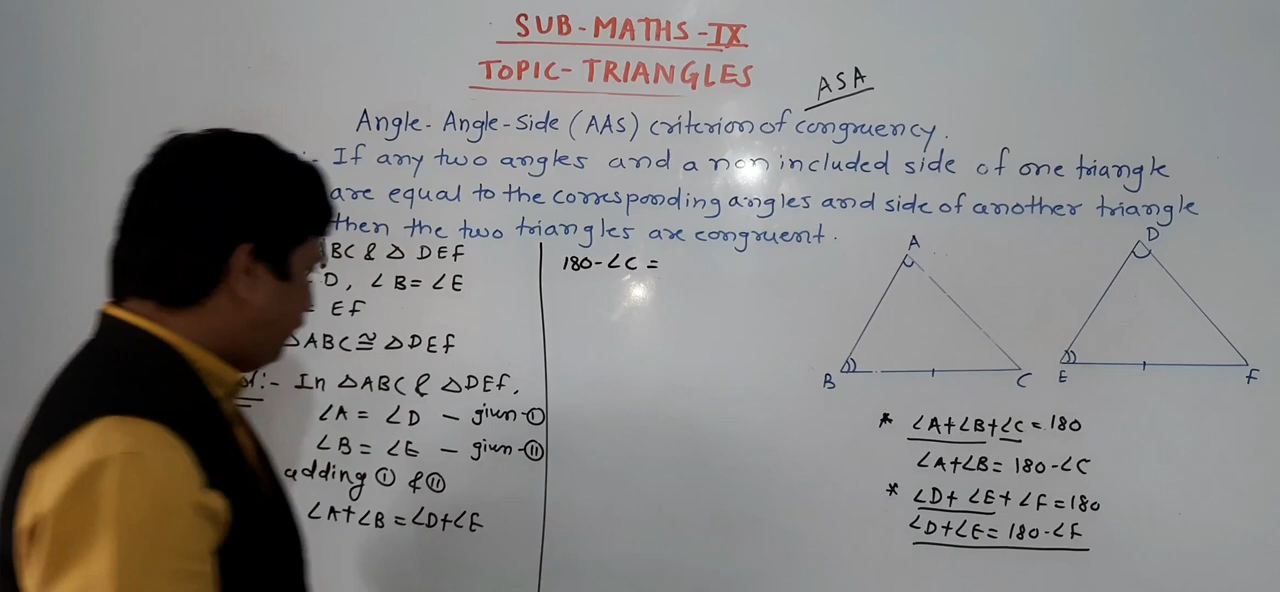 SUB-MATHS-IX
TOPIC-TRIANGLES
ASA
Angle-Angle-Side (AAS) criterion of congruency.
:- If any two angles and a non included side of one triangle
are equal to the corresponding angles and side of another triangle
then the two triangles are congruent.
BC & △ DEF
D, ∠B = ∠E
= EF
△ABC ≅ △DEF
:- In △ABC & △DEF,
∠A = ∠D - given-①
∠B = ∠E - given-②
adding ① & ②
∠A+∠B = ∠D+∠E
180-∠C =
A
B
C
D
E
F
* ∠A+∠B+∠C = 180
∠A+∠B = 180-∠C
* ∠D+∠E+∠F = 180
∠D+∠E = 180-∠F